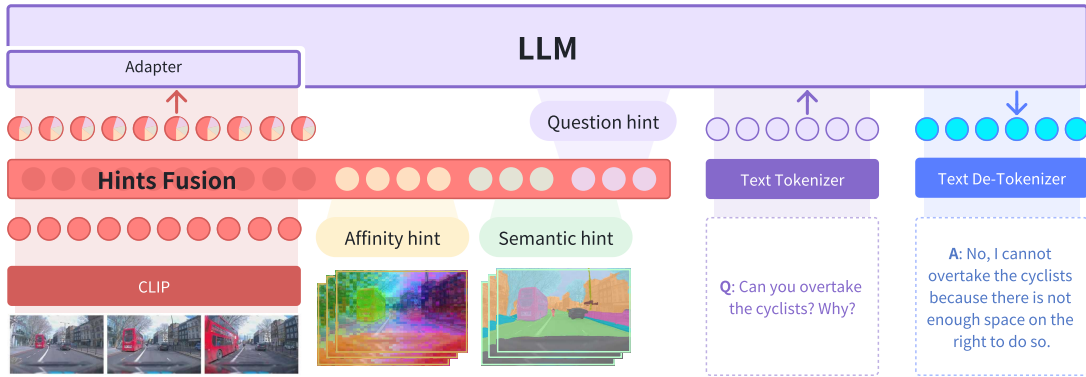 LLM
Adapter
Question hint
Hints Fusion
Text Tokenizer
Text De-Tokenizer
Affinity hint
Semantic hint
CLIP
Q: Can you overtake
the cyclists? Why?
A: No, I cannot
overtake the cyclists
because there is not
enough space on the
right to do so.